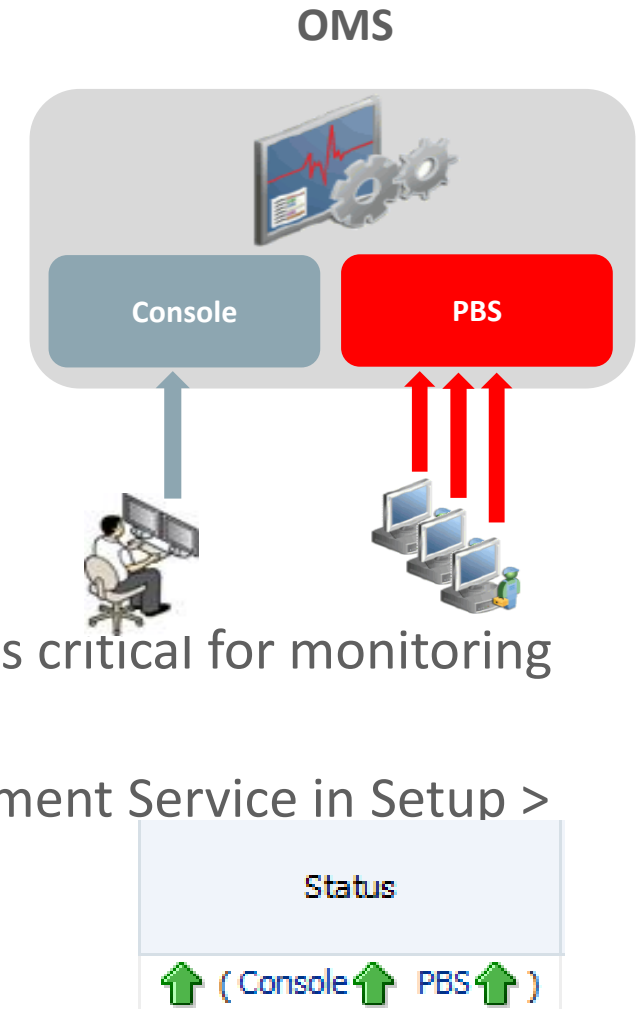 OMS
Console
PBS
s critical for monitoring
ment Service in Setup >
Status
( Console PBS )